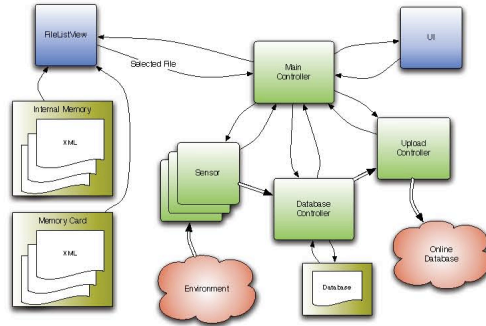 FileListView
UI
Main
Controller
Selected File
Internal Memory
XML
Upload
Controller
Sensor
Database
Controller
Memory Card
XML
Online
Database
Environment
Database